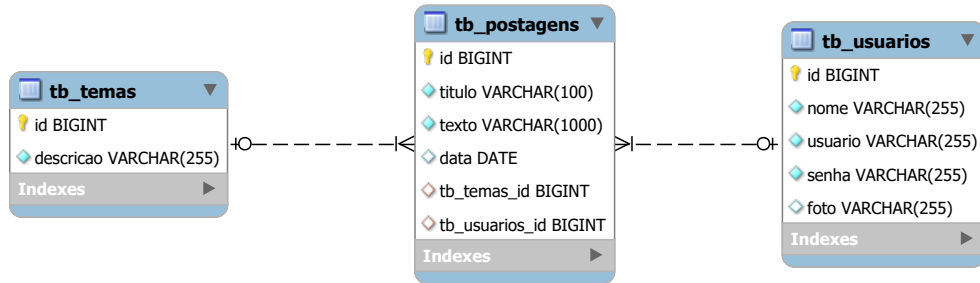 tb_temas
id BIGINT
descricao VARCHAR(255)
Indexes
tb_postagens
id BIGINT
titulo VARCHAR(100)
texto VARCHAR(1000)
data DATE
tb_temas_id BIGINT
tb_usuarios_id BIGINT
Indexes
tb_usuarios
id BIGINT
nome VARCHAR(255)
usuario VARCHAR(255)
senha VARCHAR(255)
foto VARCHAR(255)
Indexes